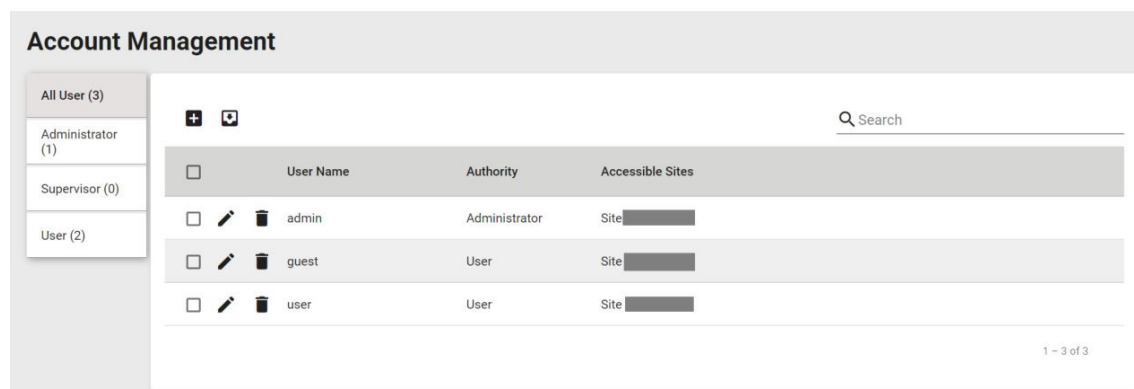 Account Management
All User (3)
Administrator
(1)
Supervisor (0)
User (2)
Search
User Name Authority Accessible Sites
admin Administrator Site
guest User Site
user User Site
1 – 3 of 3